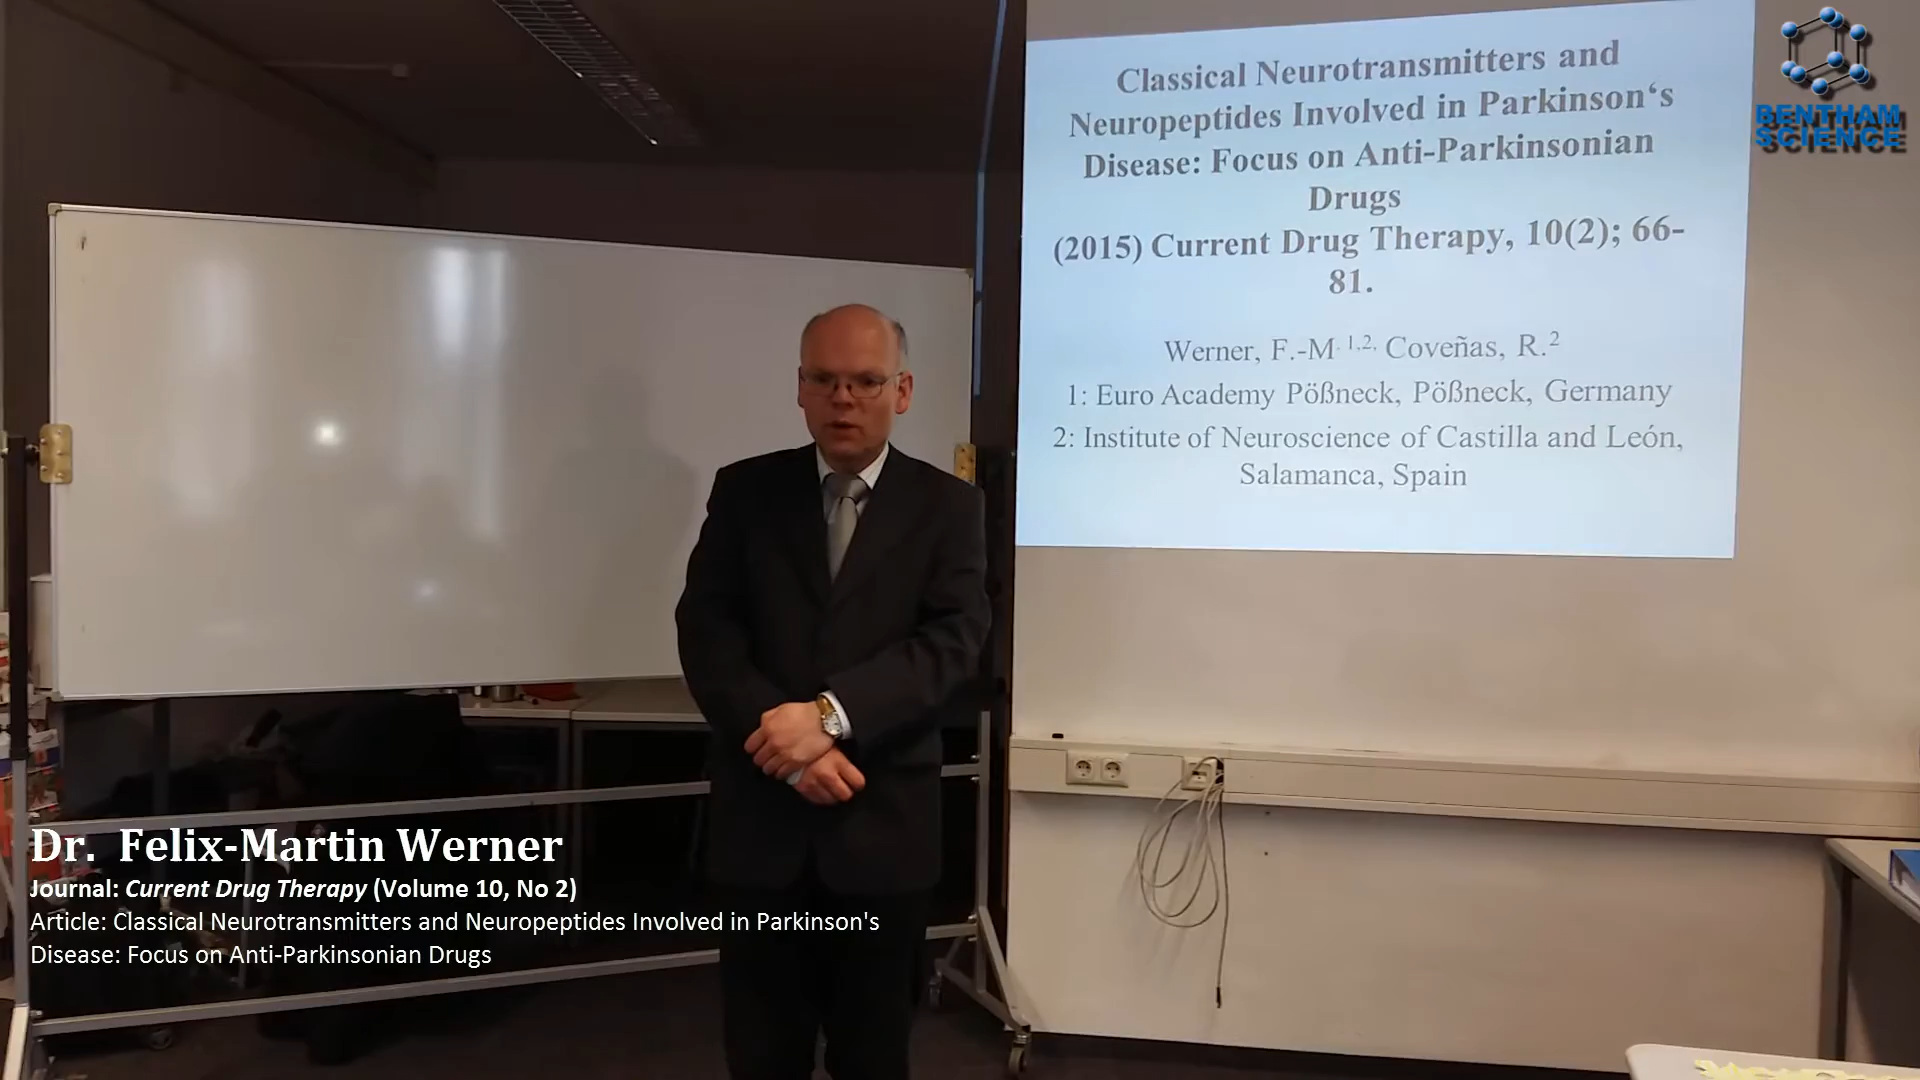 Classical Neurotransmitters and
Neuropeptides Involved in Parkinson‘s
Disease: Focus on Anti-Parkinsonian
Drugs
(2015) Current Drug Therapy, 10(2); 66-
81.
Werner, F.-M. 1,2, Coveñas, R.2
1: Euro Academy Pößneck, Pößneck, Germany
2: Institute of Neuroscience of Castilla and León,
Salamanca, Spain
BENTHAM
SCIENCE
Dr. Felix-Martin Werner
Journal: Current Drug Therapy (Volume 10, No 2)
Article: Classical Neurotransmitters and Neuropeptides Involved in Parkinson's
Disease: Focus on Anti-Parkinsonian Drugs